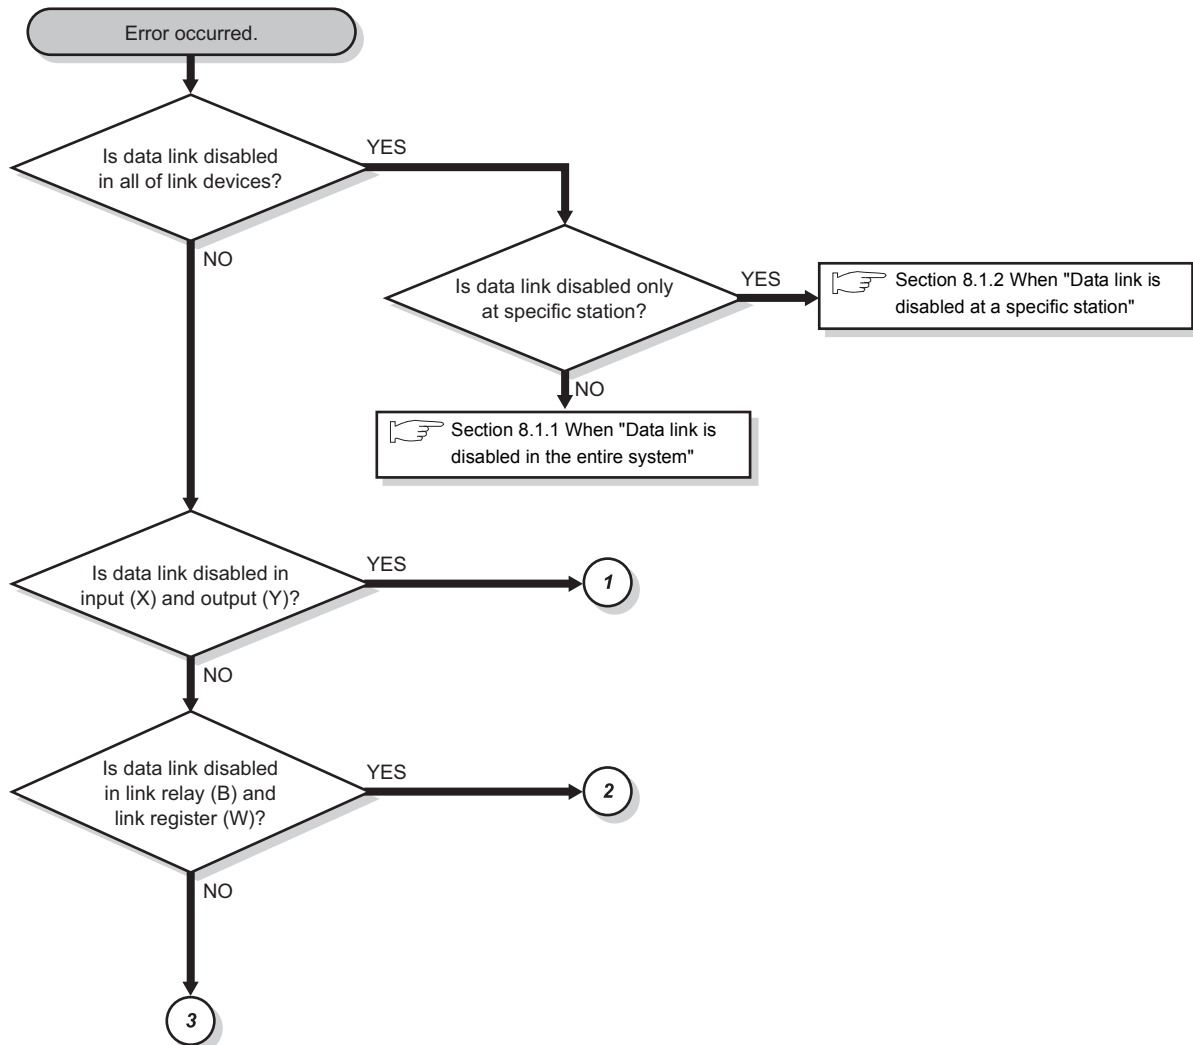 Error occurred.
Is data link disabled
in all of link devices?
YES
NO
Is data link disabled only
at specific station?
YES
Section 8.1.2 When "Data link is
disabled at a specific station"
NO
Section 8.1.1 When "Data link is
disabled in the entire system"
Is data link disabled in
input (X) and output (Y)?
YES
1
NO
Is data link disabled
in link relay (B) and
link register (W)?
YES
2
NO
3